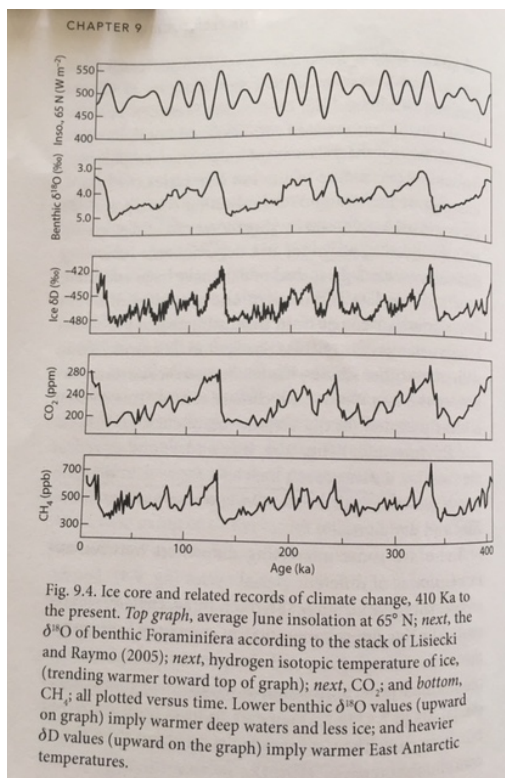 CHAPTER 9
Inso., 65 N (W m⁻²)
550
500
450
400
Benthic δ¹⁸O (‰)
3.0
4.0
5.0
Ice δD (‰)
-420
-450
-480
CO₂ (ppm)
280
240
200
CH₄ (ppb)
700
500
300
0 100 200 300 400
Age (ka)
Fig. 9.4. Ice core and related records of climate change, 410 Ka to
the present. Top graph, average June insolation at 65° N; next, the
δ¹⁸O of benthic Foraminifera according to the stack of Lisiecki
and Raymo (2005); next, hydrogen isotopic temperature of ice,
(trending warmer toward top of graph); next, CO₂; and bottom,
CH₄; all plotted versus time. Lower benthic δ¹⁸O values (upward
on graph) imply warmer deep waters and less ice; and heavier
δD values (upward on the graph) imply warmer East Antarctic
temperatures.